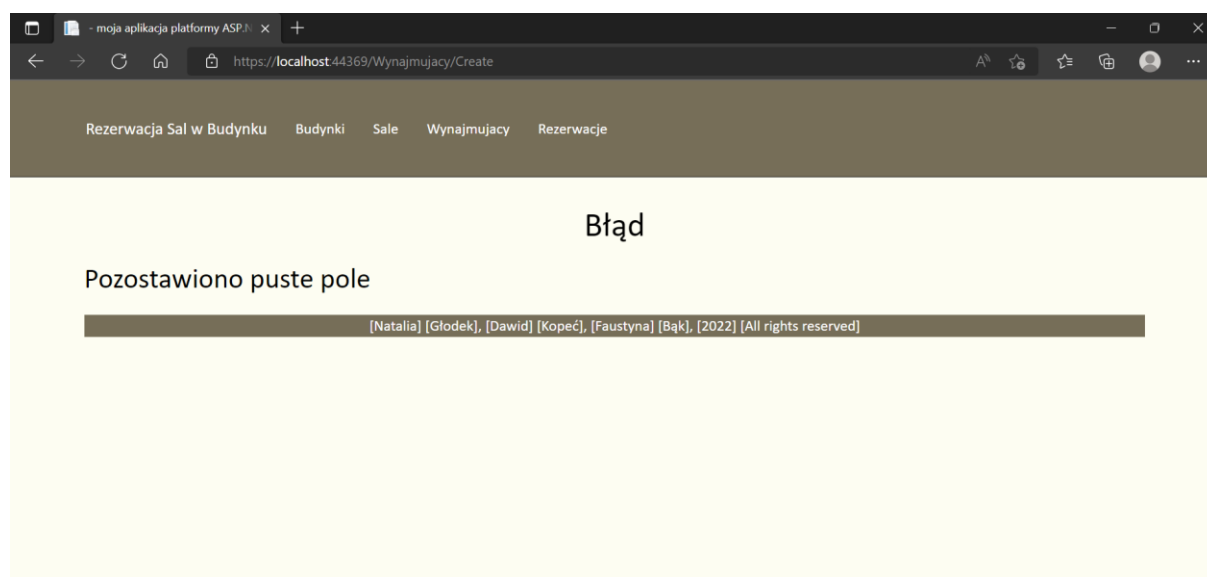 - moja aplikacja platformy ASP.N
https://localhost:44369/Wynajmujacy/Create
Rezerwacja Sal w Budynku Budynki Sale Wynajmujacy Rezerwacje
Błąd
Pozostawiono puste pole
[Natalia] [Głodek], [Dawid] [Kopeć], [Faustyna] [Bąk], [2022] [All rights reserved]